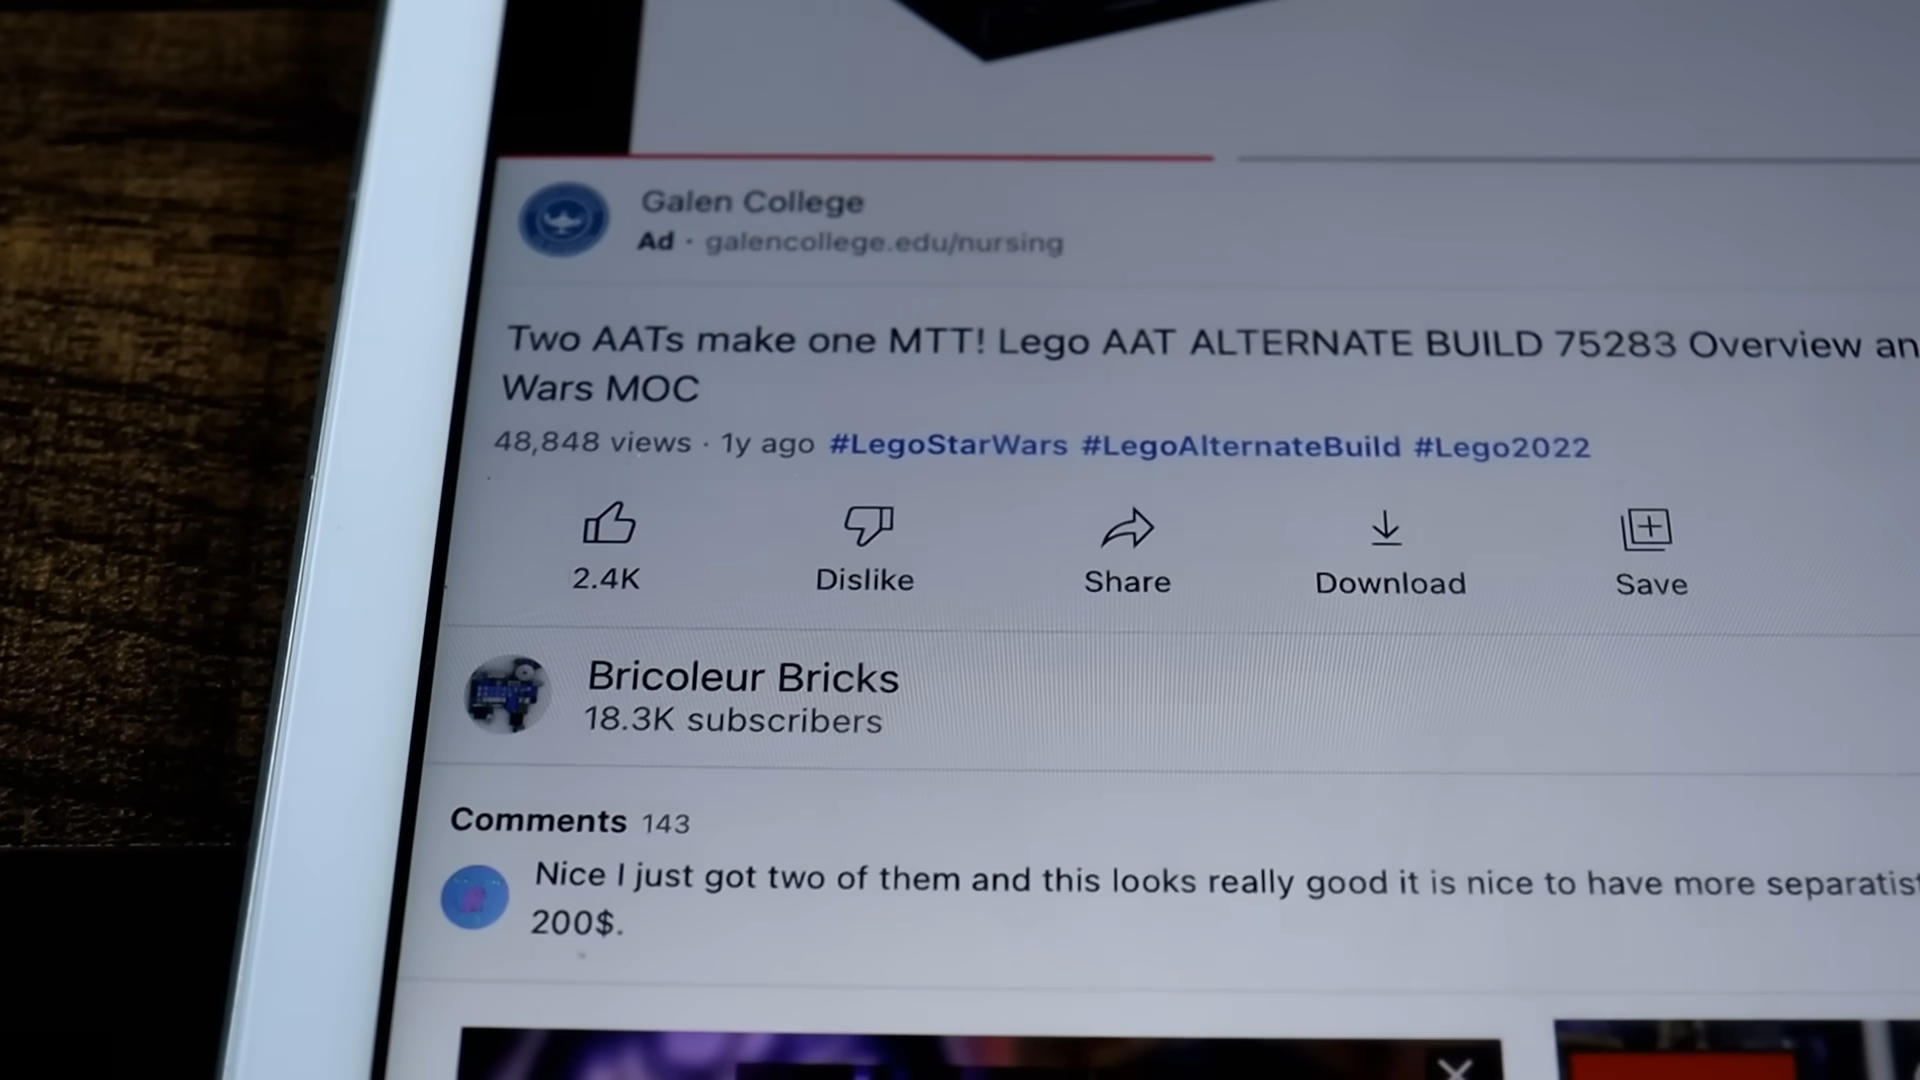 Galen College
Ad · galencollege.edu/nursing
Two AATs make one MTT! Lego AAT ALTERNATE BUILD 75283 Overview an
Wars MOC
48,848 views · 1y ago #LegoStarWars #LegoAlternateBuild #Lego2022
2.4K Dislike Share Download Save
Bricoleur Bricks
18.3K subscribers
Comments 143
Nice I just got two of them and this looks really good it is nice to have more separatist
200$.